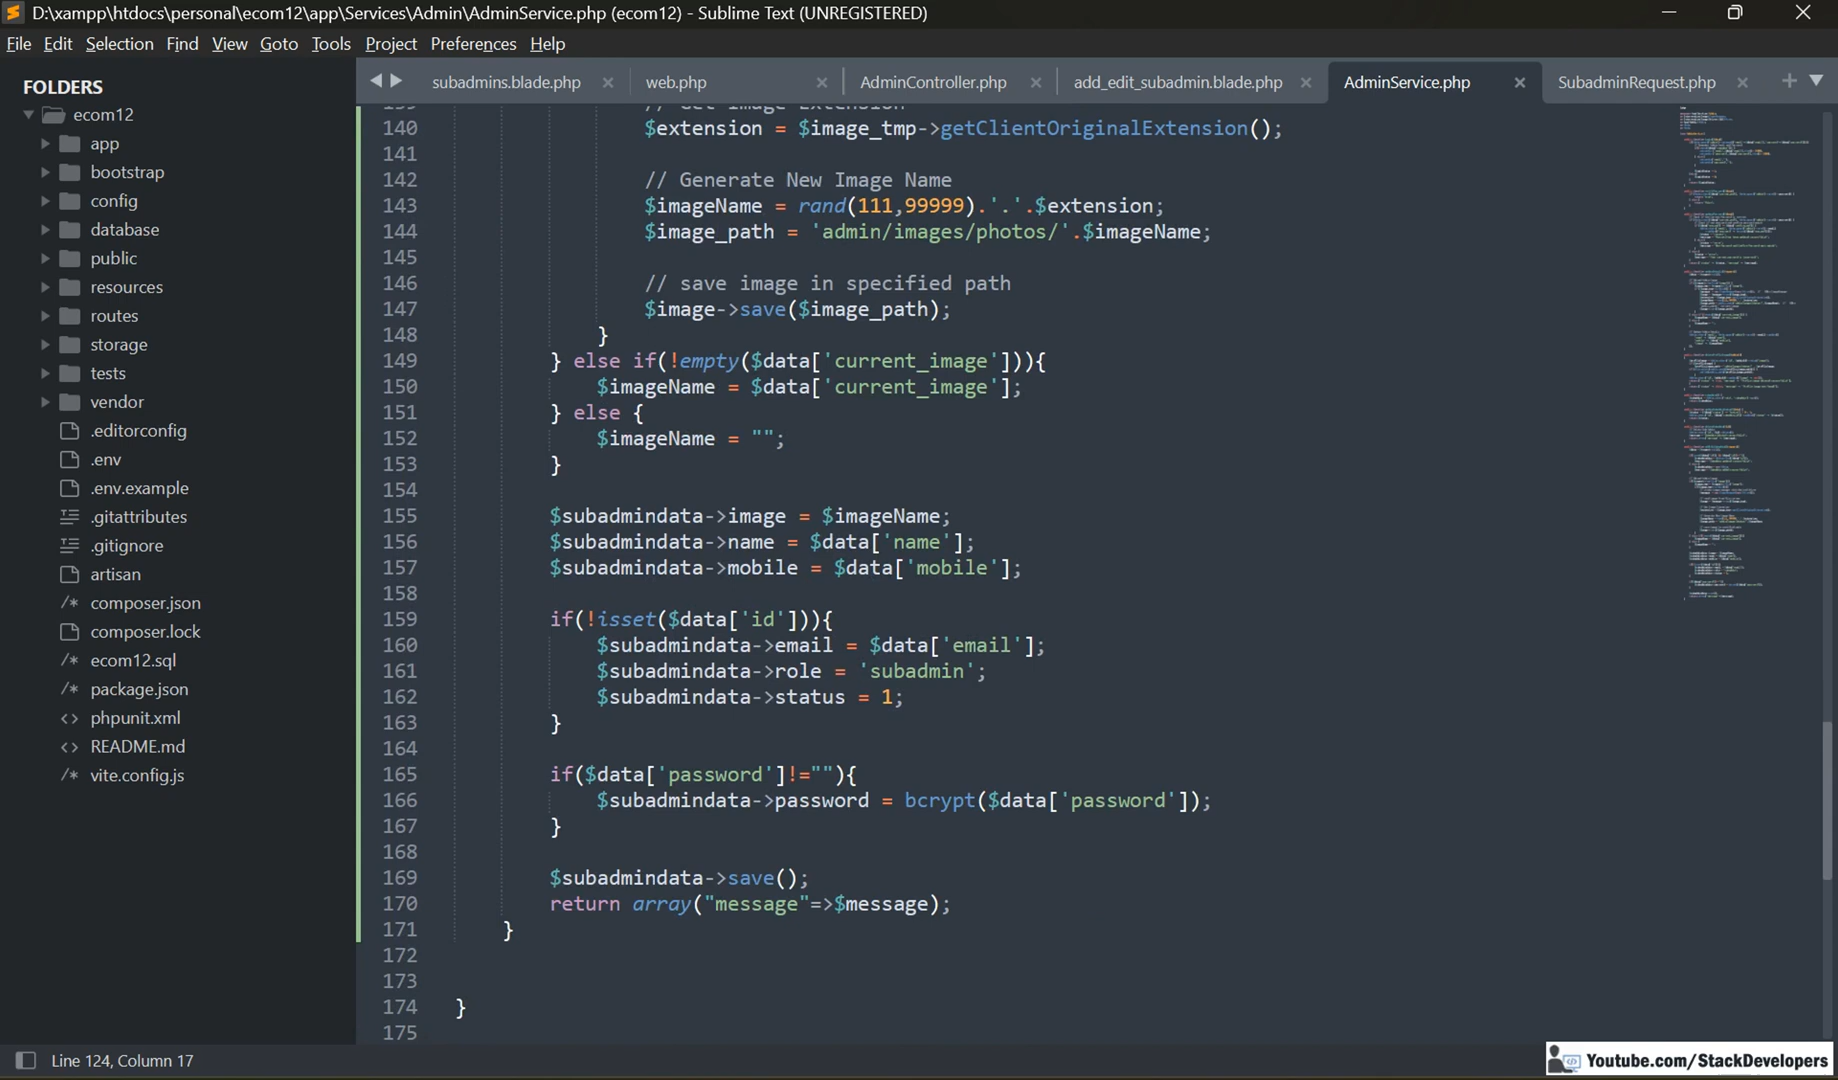 D:\xampp\htdocs\personal\ecom12\app\Services\Admin\AdminService.php (ecom12) - Sublime Text (UNREGISTERED)
File Edit Selection Find View Goto Tools Project Preferences Help
FOLDERS
ecom12
app
bootstrap
config
database
public
resources
routes
storage
tests
vendor
.editorconfig
.env
.env.example
.gitattributes
.gitignore
artisan
composer.json
composer.lock
ecom12.sql
package.json
phpunit.xml
README.md
vite.config.js
subadmins.blade.php web.php AdminController.php add_edit_subadmin.blade.php AdminService.php SubadminRequest.php
139 // Get Image Extension
140 $extension = $image_tmp->getClientOriginalExtension();
141
142 // Generate New Image Name
143 $imageName = rand(111,99999).'.'.$extension;
144 $image_path = 'admin/images/photos/'.$imageName;
145
146 // save image in specified path
147 $image->save($image_path);
148 }
149 } else if(!empty($data['current_image'])){
150 $imageName = $data['current_image'];
151 } else {
152 $imageName = "";
153 }
154
155 $subadmindata->image = $imageName;
156 $subadmindata->name = $data['name'];
157 $subadmindata->mobile = $data['mobile'];
158
159 if(!isset($data['id'])){
160 $subadmindata->email = $data['email'];
161 $subadmindata->role = 'subadmin';
162 $subadmindata->status = 1;
163 }
164
165 if($data['password']!=""){
166 $subadmindata->password = bcrypt($data['password']);
167 }
168
169 $subadmindata->save();
170 return array("message"=>$message);
171 }
172
173
174 }
175
Line 124, Column 17
Youtube.com/StackDevelopers